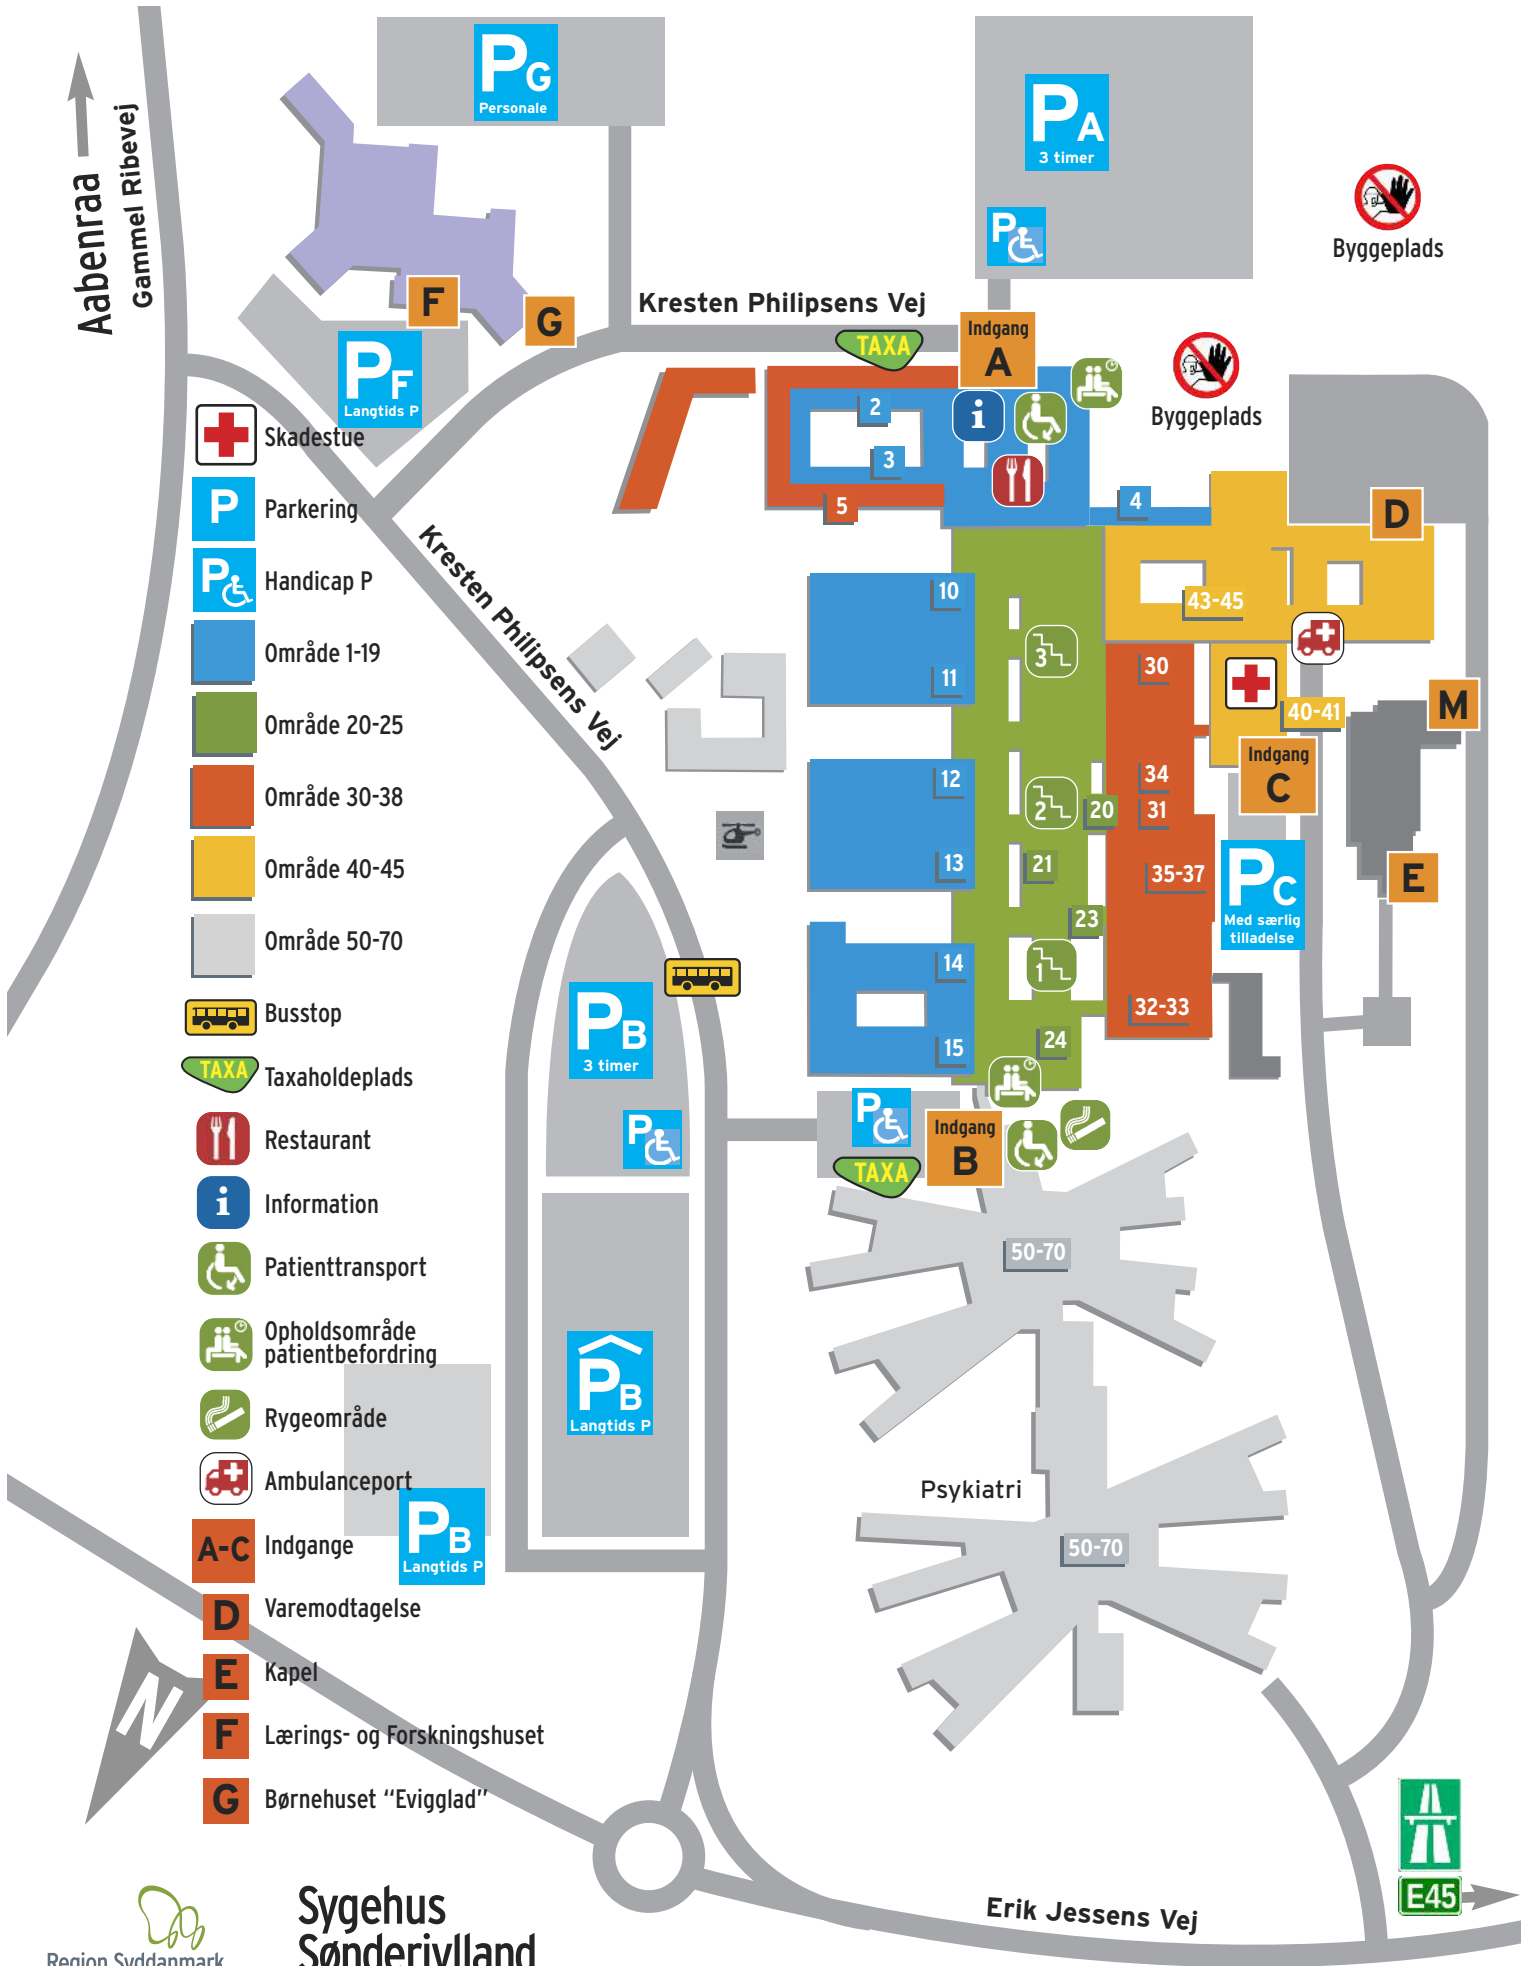 PG
Personale
PA
3 timer
P
Byggeplads
Aabenraa
Gammel Ribevej
F
G
Kresten Philipsens Vej
TAXA
Indgang
A
PF
Langtids P
Byggeplads
2
3
5
i
4
D
10
11
12
13
14
15
3
2
1
20
21
23
24
43-45
30
34
31
35-37
32-33
40-41
M
Indgang
C
E
PC
Med særlig
tilladelse
Kresten Philipsens Vej
PB
3 timer
P
P
TAXA
Indgang
B
50-70
PB
Langtids P
PB
Langtids P
Psykiatri
50-70
Skadestue
P Parkering
P Handicap P
Område 1-19
Område 20-25
Område 30-38
Område 40-45
Område 50-70
Busstop
TAXA Taxaholdeplads
Restaurant
i Information
Patienttransport
Opholdsområde
patientbefordring
Rygeområde
Ambulanceport
A-C Indgange
D Varemodtagelse
E Kapel
F Lærings- og Forskningshuset
G Børnehuset “Evigglad”
N
E45
Erik Jessens Vej
Region Syddanmark
Sygehus
Sønderjylland